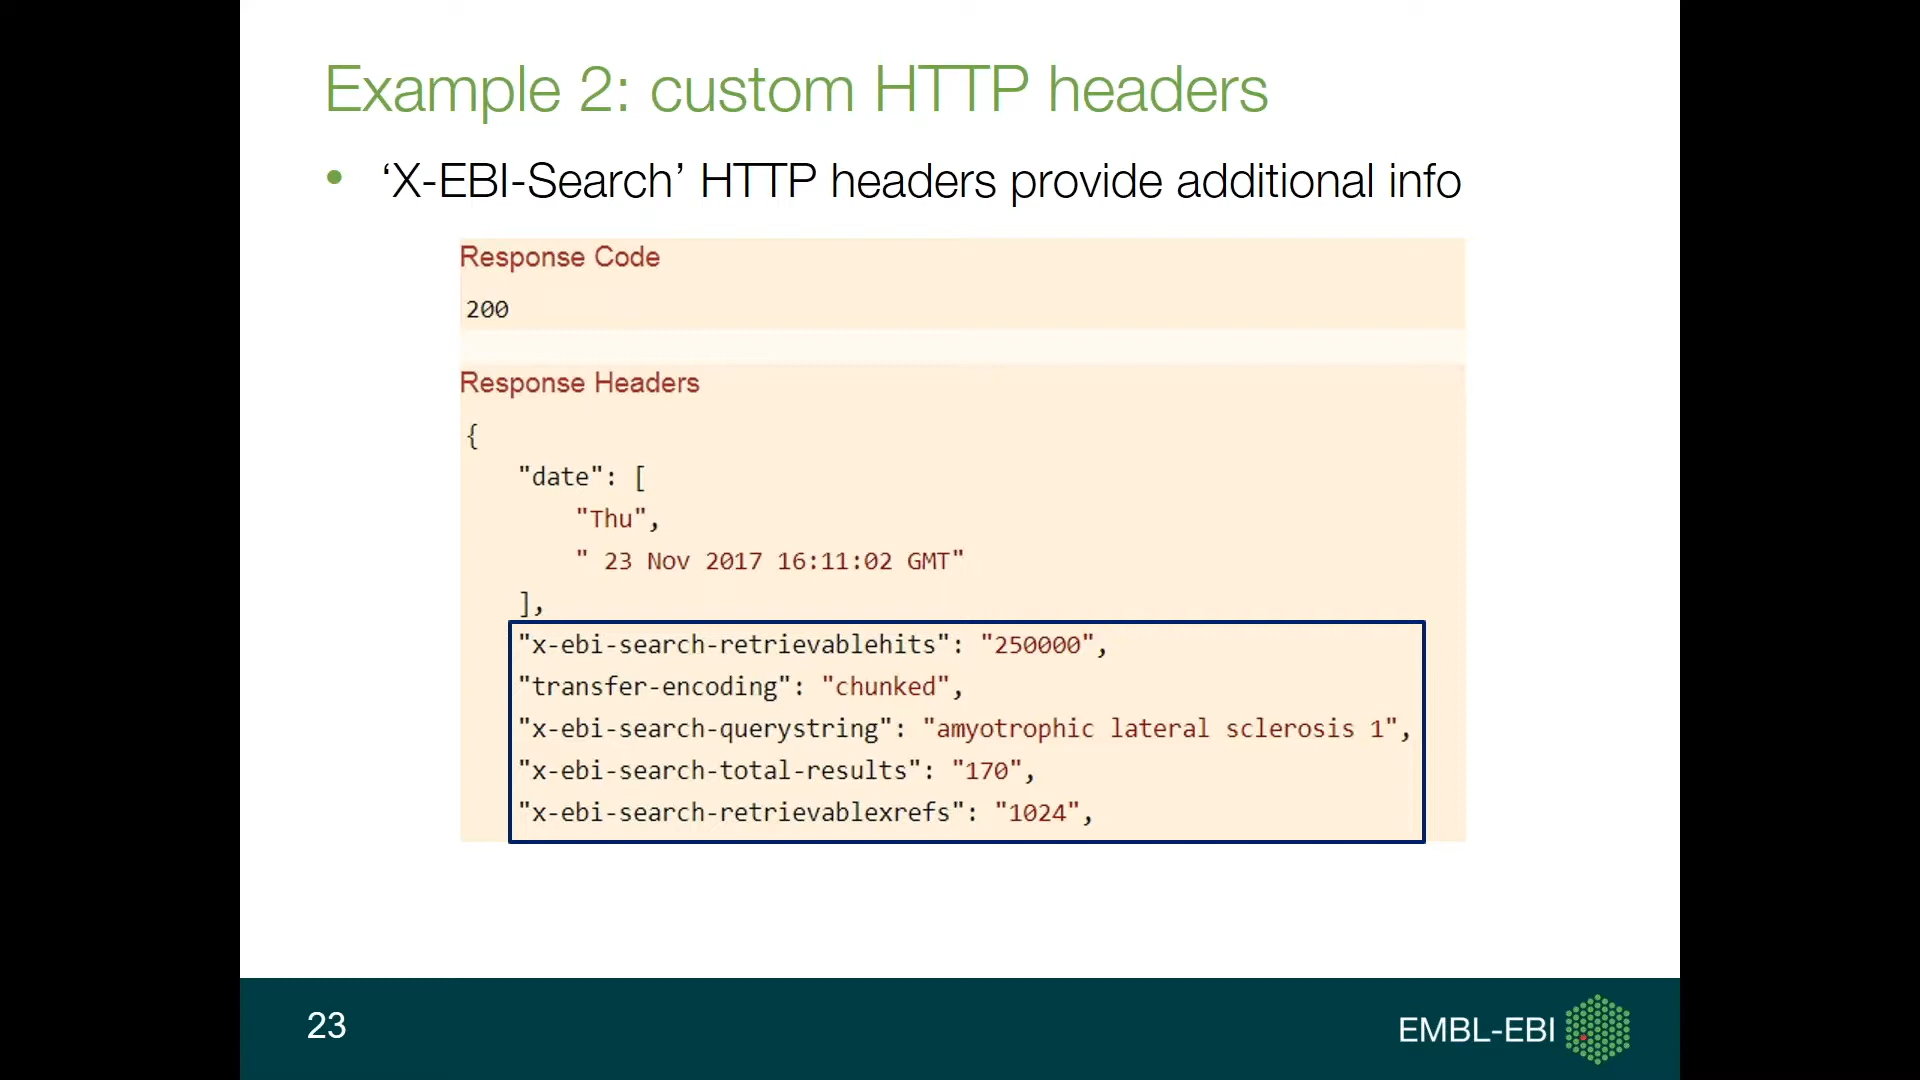 Example 2: custom HTTP headers
• ‘X-EBI-Search’ HTTP headers provide additional info
Response Code
200
Response Headers
{
"date": [
"Thu",
" 23 Nov 2017 16:11:02 GMT"
],
"x-ebi-search-retrievablehits": "250000",
"transfer-encoding": "chunked",
"x-ebi-search-querystring": "amyotrophic lateral sclerosis 1",
"x-ebi-search-total-results": "170",
"x-ebi-search-retrievablexrefs": "1024",
23
EMBL-EBI